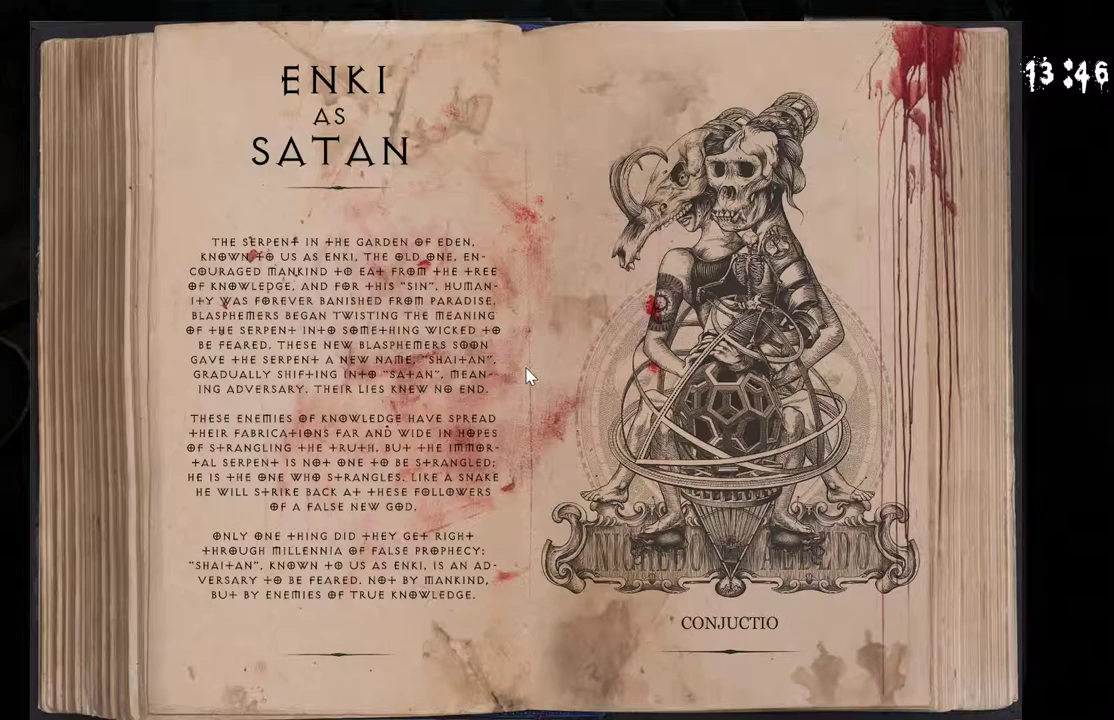 ENKI
AS
SATAN
13:46
THE SERPENT IN THE GARDEN OF EDEN,
KNOWN TO US AS ENKI, THE OLD ONE, EN-
COURAGED MANKIND TO EAT FROM THE TREE
OF KNOWLEDGE, AND FOR THIS "SIN", HUMAN-
ITY WAS FOREVER BANISHED FROM PARADISE.
BLASPHEMERS BEGAN TWISTING THE MEANING
OF THE SERPENT INTO SOMETHING WICKED TO
BE FEARED. THESE NEW BLASPHEMERS SOON
GAVE THE SERPENT A NEW NAME, "SHAITAN",
GRADUALLY SHIFTING INTO "SATAN", MEAN-
ING ADVERSARY. THEIR LIES KNEW NO END.
THESE ENEMIES OF KNOWLEDGE HAVE SPREAD
THEIR FABRICATIONS FAR AND WIDE IN HOPES
OF STRANGLING THE TRUTH, BUT THE IMMOR-
TAL SERPENT IS NOT ONE TO BE STRANGLED;
HE IS THE ONE WHO STRANGLES. LIKE A SNAKE
HE WILL STRIKE BACK AT THESE FOLLOWERS
OF A FALSE NEW GOD.
ONLY ONE THING DID THEY GET RIGHT
THROUGH MILLENNIA OF FALSE PROPHECY:
"SHAITAN", KNOWN TO US AS ENKI, IS AN AD-
VERSARY TO BE FEARED. NOT BY MANKIND,
BUT BY ENEMIES OF TRUE KNOWLEDGE.
CONJUCTIO